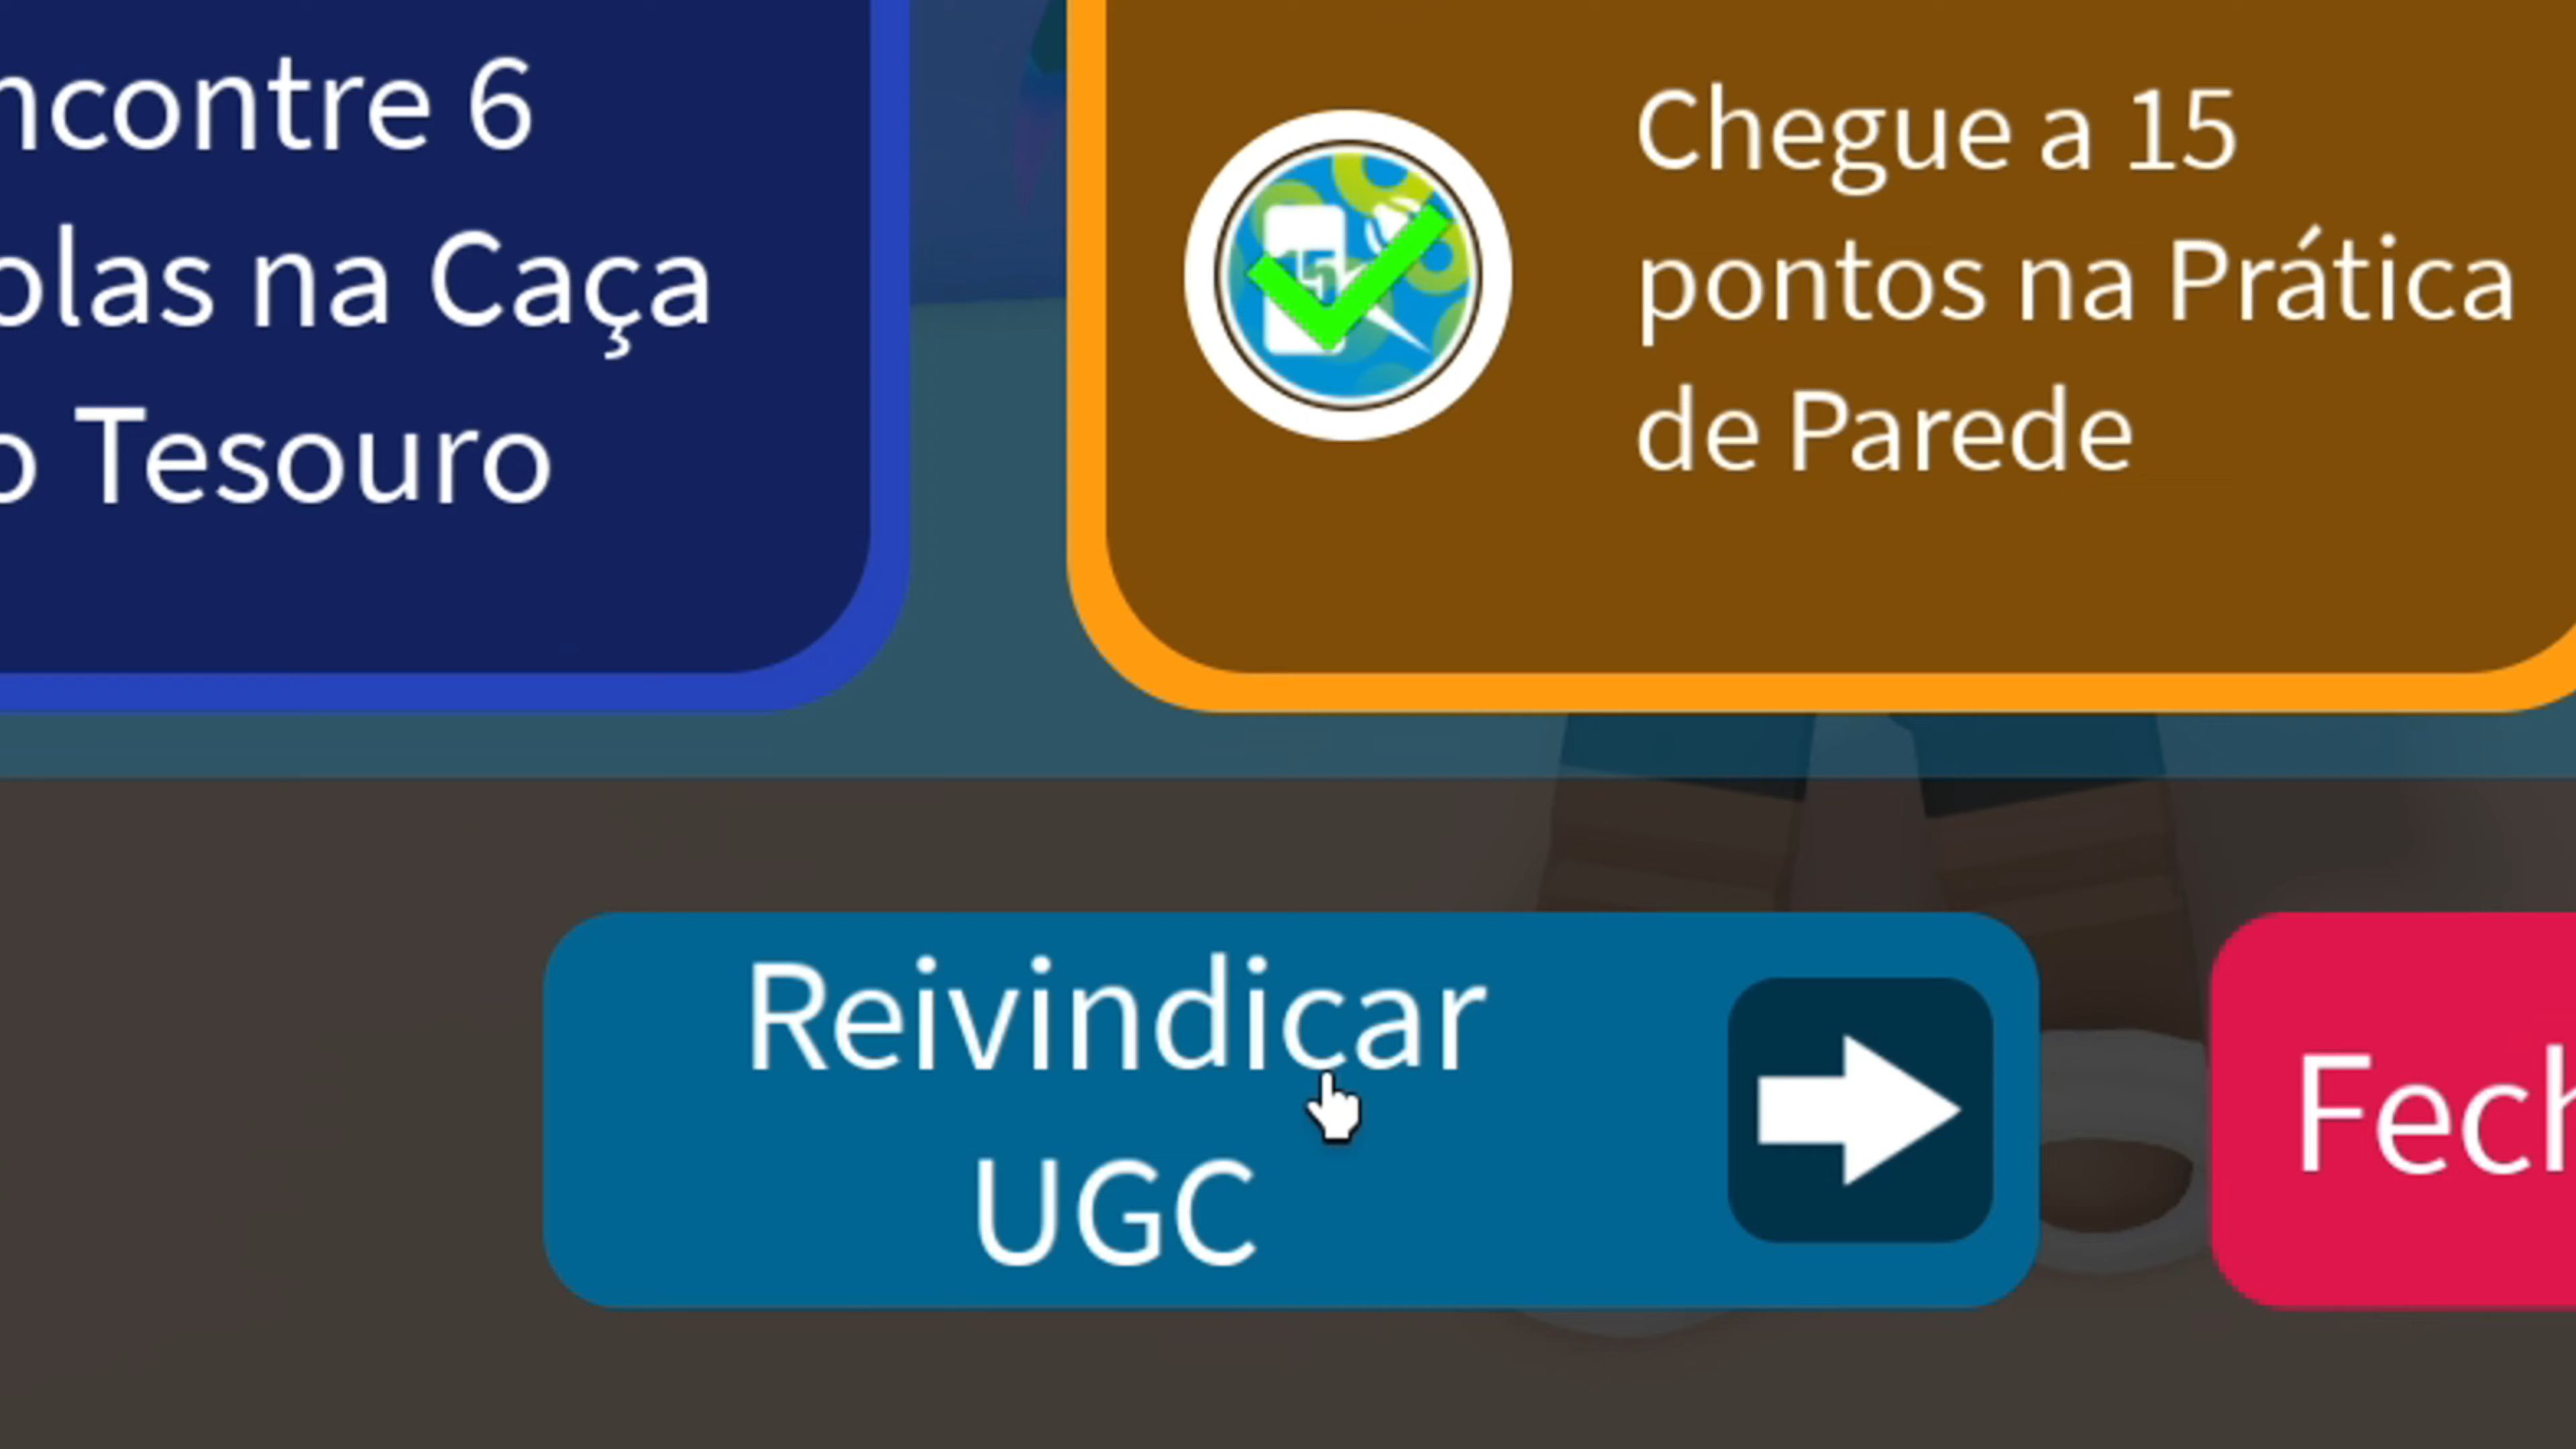 ncontre 6
olas na Caça
o Tesouro
Chegue a 15
pontos na Prática
de Parede
Reivindicar
UGC
Fech